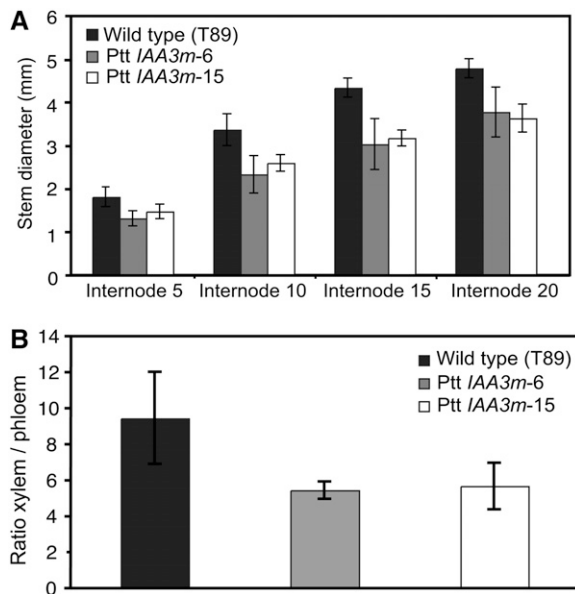 A
Stem diameter (mm)
6
5
4
3
2
1
0
Wild type (T89)
Ptt IAA3m-6
Ptt IAA3m-15
Internode 5 Internode 10 Internode 15 Internode 20
B
Ratio xylem / phloem
14
12
10
8
6
4
2
0
Wild type (T89)
Ptt IAA3m-6
Ptt IAA3m-15